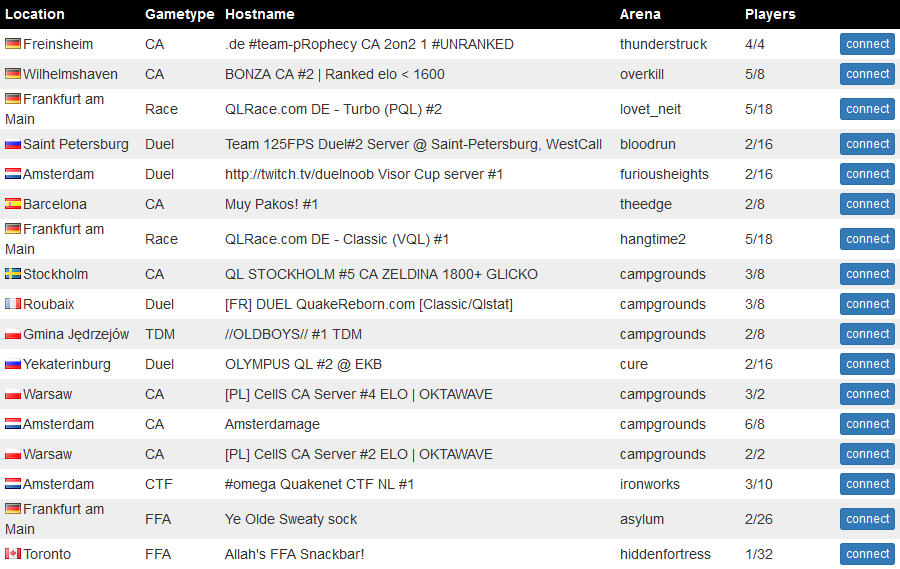 Location Gametype Hostname Arena Players
Freinsheim CA .de #team-pRophecy CA 2on2 1 #UNRANKED thunderstruck 4/4 connect
Wilhelmshaven CA BONZA CA #2 | Ranked elo < 1600 overkill 5/8 connect
Frankfurt am
Main Race QLRace.com DE - Turbo (PQL) #2 lovet_neit 5/18 connect
Saint Petersburg Duel Team 125FPS Duel#2 Server @ Saint-Petersburg, WestCall bloodrun 2/16 connect
Amsterdam Duel http://twitch.tv/duelnoob Visor Cup server #1 furiousheights 2/16 connect
Barcelona CA Muy Pakos! #1 theedge 2/8 connect
Frankfurt am
Main Race QLRace.com DE - Classic (VQL) #1 hangtime2 5/18 connect
Stockholm CA QL STOCKHOLM #5 CA ZELDINA 1800+ GLICKO campgrounds 3/8 connect
Roubaix Duel [FR] DUEL QuakeReborn.com [Classic/Qlstat] campgrounds 3/8 connect
Gmina Jędrzejów TDM //OLDBOYS// #1 TDM campgrounds 2/8 connect
Yekaterinburg Duel OLYMPUS QL #2 @ EKB cure 2/16 connect
Warsaw CA [PL] CellS CA Server #4 ELO | OKTAWAVE campgrounds 3/2 connect
Amsterdam CA Amsterdamage campgrounds 6/8 connect
Warsaw CA [PL] CellS CA Server #2 ELO | OKTAWAVE campgrounds 2/2 connect
Amsterdam CTF #omega Quakenet CTF NL #1 ironworks 3/10 connect
Frankfurt am
Main FFA Ye Olde Sweaty sock asylum 2/26 connect
Toronto FFA Allah's FFA Snackbar! hiddenfortress 1/32 connect